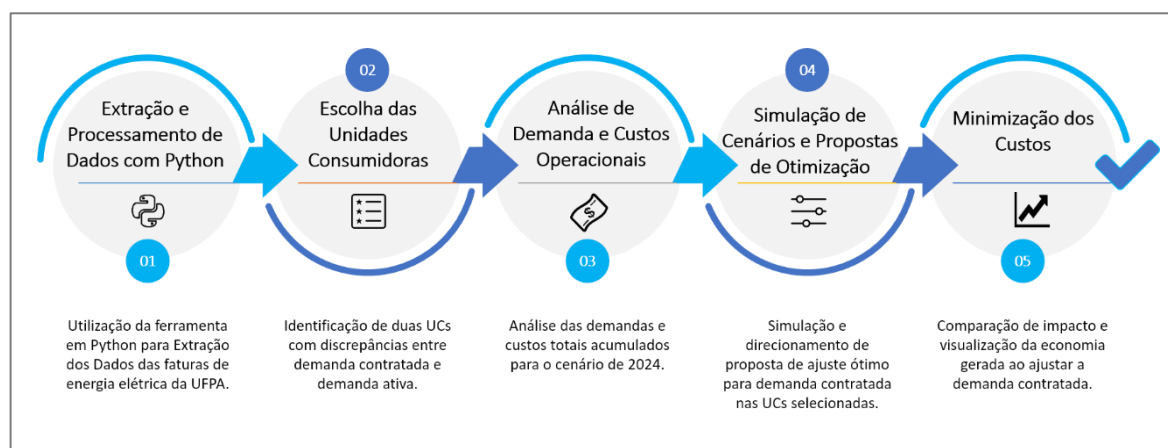 Extração e
Processamento de
Dados com Python
01
Utilização da ferramenta
em Python para Extração
dos Dados das faturas de
energia elétrica da UFPA.
02
Escolha das
Unidades
Consumidoras
Identificação de duas UCs
com discrepâncias entre
demanda contratada e
demanda ativa.
Análise de
Demanda e Custos
Operacionais
03
Análise das demandas e
custos totais acumulados
para o cenário de 2024.
04
Simulação de
Cenários e Propostas
de Otimização
Simulação e
direcionamento de
proposta de ajuste ótimo
para demanda contratada
nas UCs selecionadas.
Minimização dos
Custos
05
Comparação de impacto e
visualização da economia
gerada ao ajustar a
demanda contratada.